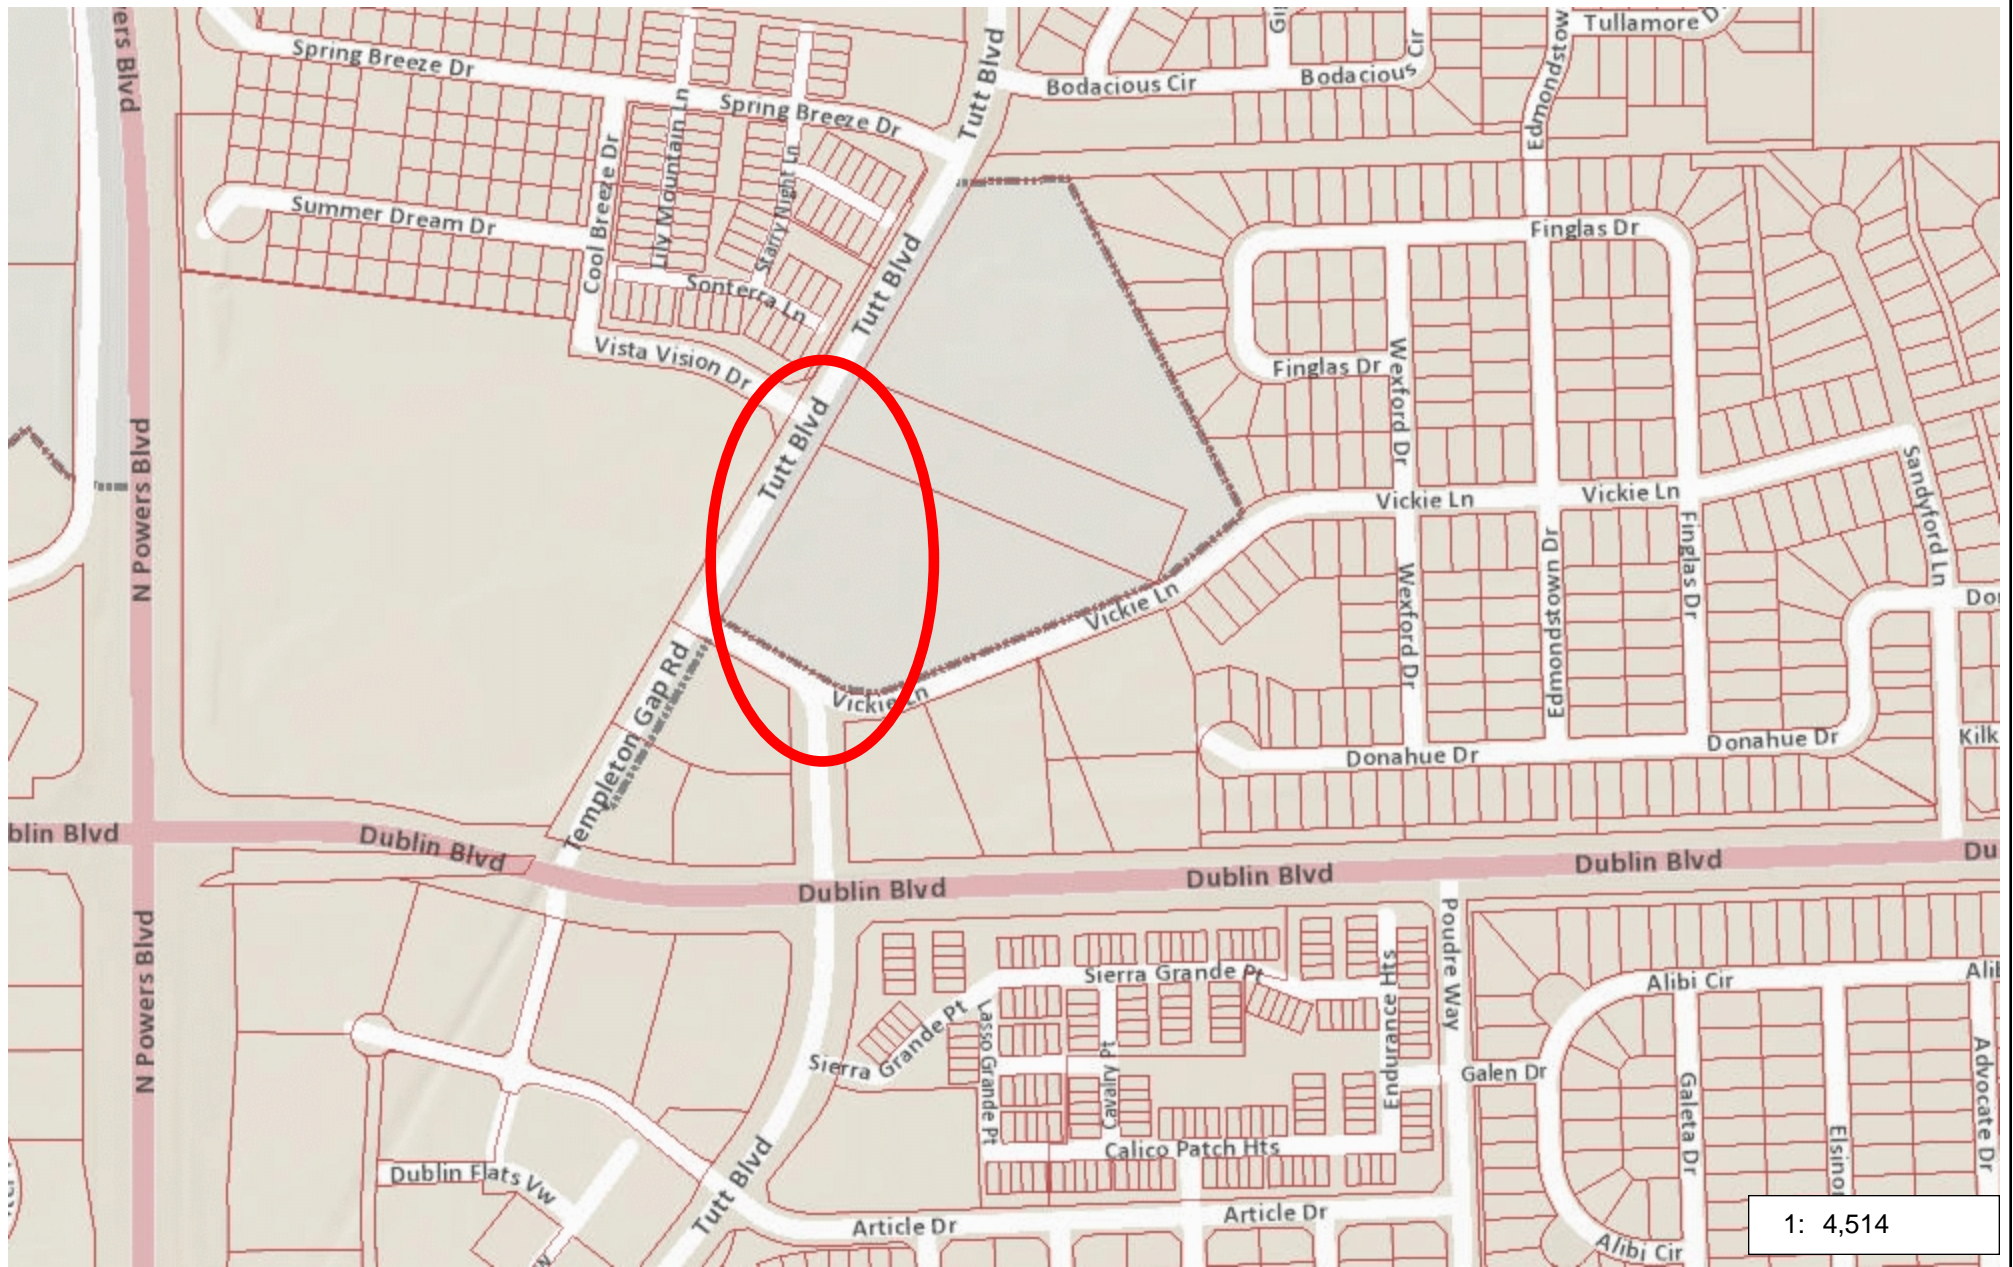 Spring Breeze Dr
Spring Breeze Dr
Tutt Blvd
Bodacious Cir
Bodacious Cir
Tullamore
Summer Dream Dr
Cool Breeze Dr
Lily Mountain Ln
Starry Night Ln
Sonterra Ln
Tutt Blvd
Finglas Dr
Vista Vision Dr
Finglas Dr
Wexford Dr
Tutt Blvd
N Powers Blvd
Vickie Ln
Vickie Ln
Sandyford Ln
Vickie Ln
Wexford Dr
Edmondstown Dr
Finglas Dr
Templeton Gap Rd
Vickie Ln
Donahue Dr
Donahue Dr
Dublin Blvd
Dublin Blvd
Dublin Blvd
Dublin Blvd
N Powers Blvd
Poudre Way
Sierra Grande Pt
Sierra Grande Pt
Lasso Grande Pt
Cavalry Pt
Endurance Hts
Alibi Cir
Galen Dr
Galeta Dr
Advocate Dr
Calico Patch Hts
Dublin Flats Vw
Tutt Blvd
Article Dr
Article Dr
Alibi Cir
1: 4,514